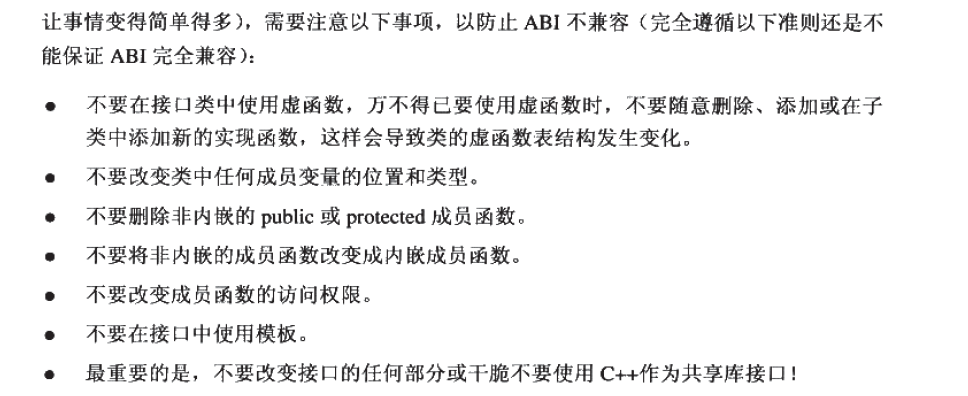 让事情变得简单得多），需要注意以下事项，以防止 ABI 不兼容（完全遵循以下准则还是不
能保证 ABI 完全兼容）：
● 不要在接口类中使用虚函数，万不得已要使用虚函数时，不要随意删除、添加或在子
类中添加新的实现函数，这样会导致类的虚函数表结构发生变化。
● 不要改变类中任何成员变量的位置和类型。
● 不要删除非内嵌的 public 或 protected 成员函数。
● 不要将非内嵌的成员函数改变成内嵌成员函数。
● 不要改变成员函数的访问权限。
● 不要在接口中使用模板。
● 最重要的是，不要改变接口的任何部分或干脆不要使用 C++作为共享库接口！